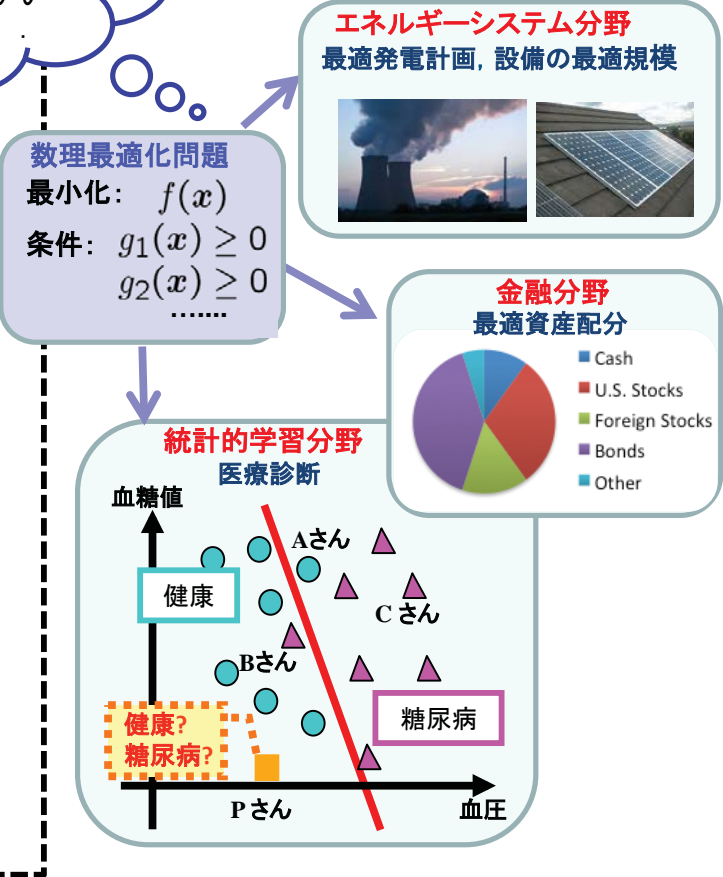 エネルギーシステム分野
最適発電計画，設備の最適規模
数理最適化問題
最小化： f(x)
条件： g₁(x) ≥ 0
g₂(x) ≥ 0
…....
金融分野
最適資産配分
Cash
U.S. Stocks
Foreign Stocks
Bonds
Other
統計的学習分野
医療診断
血糖値
Aさん
健康
C さん
Bさん
糖尿病
健康?
糖尿病?
P さん
血圧